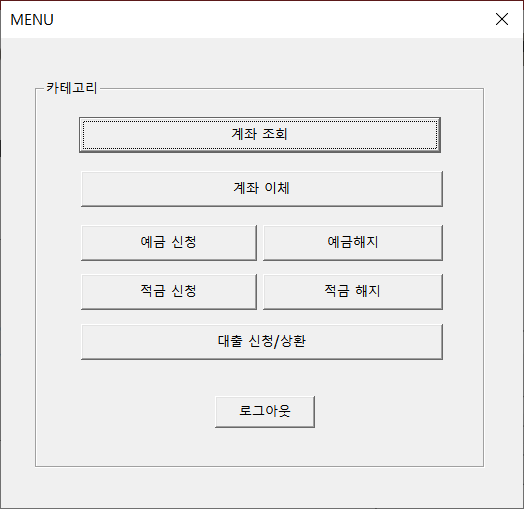 MENU
카테고리
계좌 조회
계좌 이체
예금 신청 예금해지
적금 신청 적금 해지
대출 신청/상환
로그아웃